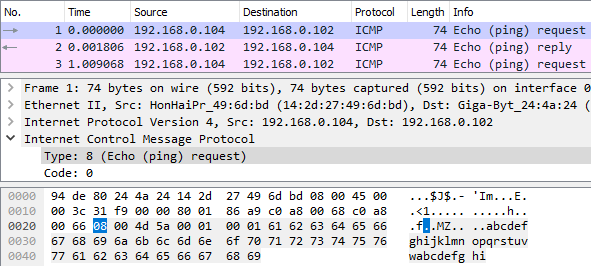 No. Time Source Destination Protocol Length Info
1 0.000000 192.168.0.104 192.168.0.102 ICMP 74 Echo (ping) request
2 0.001806 192.168.0.102 192.168.0.104 ICMP 74 Echo (ping) reply
3 1.009068 192.168.0.104 192.168.0.102 ICMP 74 Echo (ping) request
Frame 1: 74 bytes on wire (592 bits), 74 bytes captured (592 bits) on interface 0
Ethernet II, Src: HonHaiPr_49:6d:bd (14:2d:27:49:6d:bd), Dst: Giga-Byt_24:4a:24 (
Internet Protocol Version 4, Src: 192.168.0.104, Dst: 192.168.0.102
Internet Control Message Protocol
Type: 8 (Echo (ping) request)
Code: 0
0000 94 de 80 24 4a 24 14 2d 27 49 6d bd 08 00 45 00 ...$J$.- 'Im...E.
0010 00 3c 31 f9 00 00 80 01 86 a9 c0 a8 00 68 c0 a8 .<1..... .....h..
0020 00 66 08 00 4d 5a 00 01 00 01 61 62 63 64 65 66 .f..MZ.. ..abcdef
0030 67 68 69 6a 6b 6c 6d 6e 6f 70 71 72 73 74 75 76 ghijklmn opqrstuv
0040 77 61 62 63 64 65 66 67 68 69 wabcdefg hi